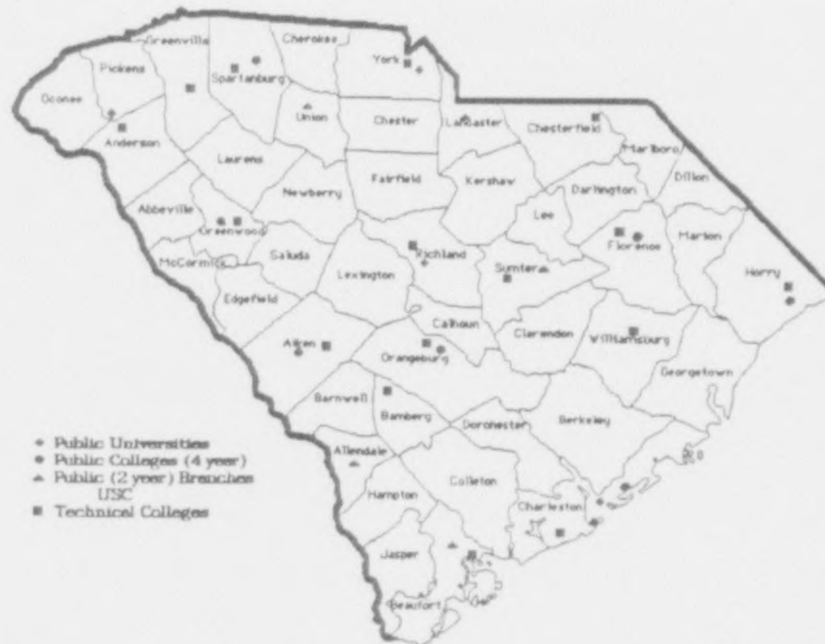 Greenville
Cherokee
Pickens
York
Spartanburg
Oconee
Union
Chester
Lancaster
Chesterfield
Anderson
Marlboro
Laurens
Dillon
Fairfield
Kershaw
Darlington
Newberry
Abbeville
Lee
Greenwood
Florence
Marion
Saluda
Richland
McCormick
Sumter
Horry
Lexington
Edgefield
Calhoun
Clarendon
Williamsburg
Aiken
Orangeburg
Georgetown
Barnwell
Bamberg
Berkeley
Dorchester
Allendale
Colleton
Hampton
Charleston
Jasper
Beaufort
Public Universities
Public Colleges (4 year)
Public (2 year) Branches
USC
Technical Colleges